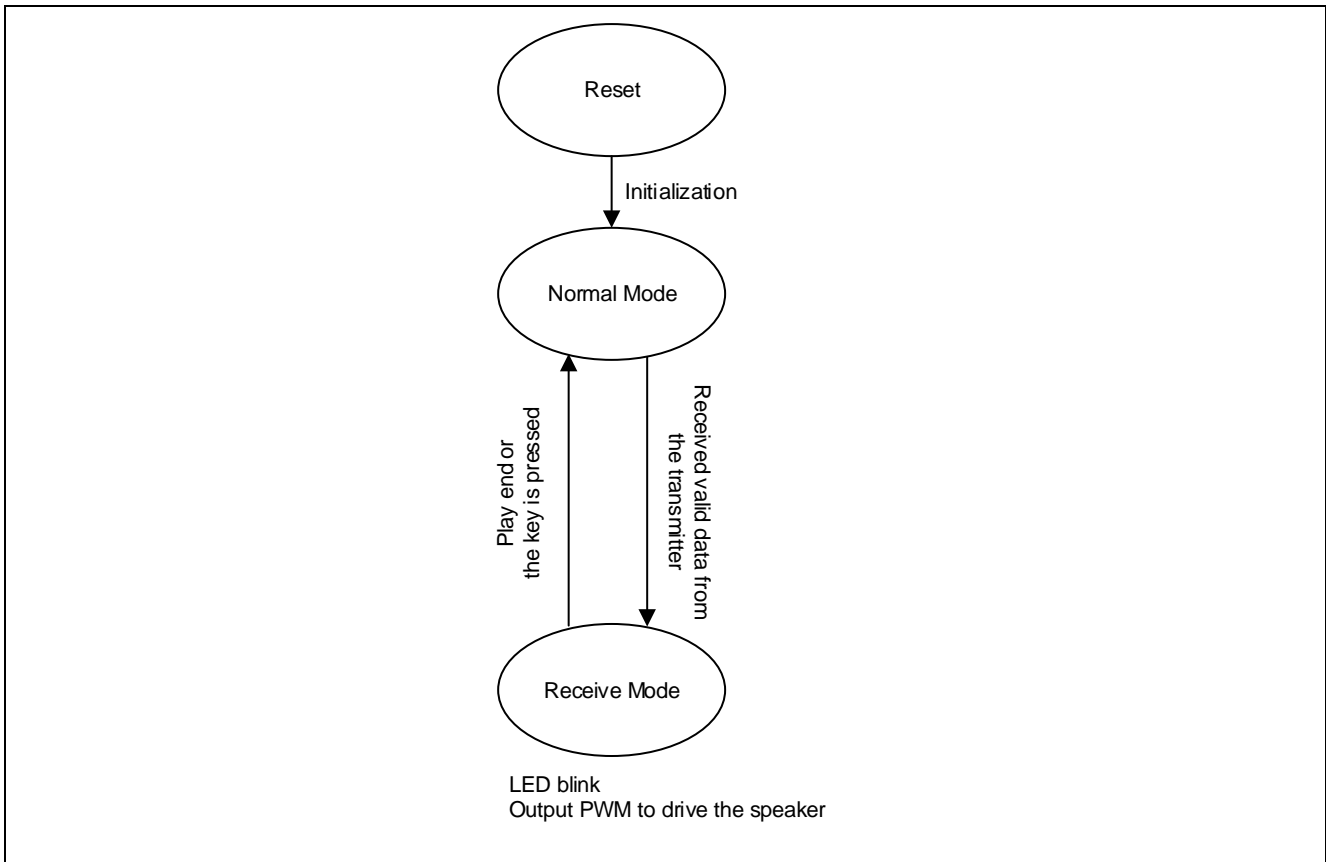 Reset
Initialization
Normal Mode
Play end or
the key is pressed
Received valid data from
the transmitter
Receive Mode
LED blink
Output PWM to drive the speaker